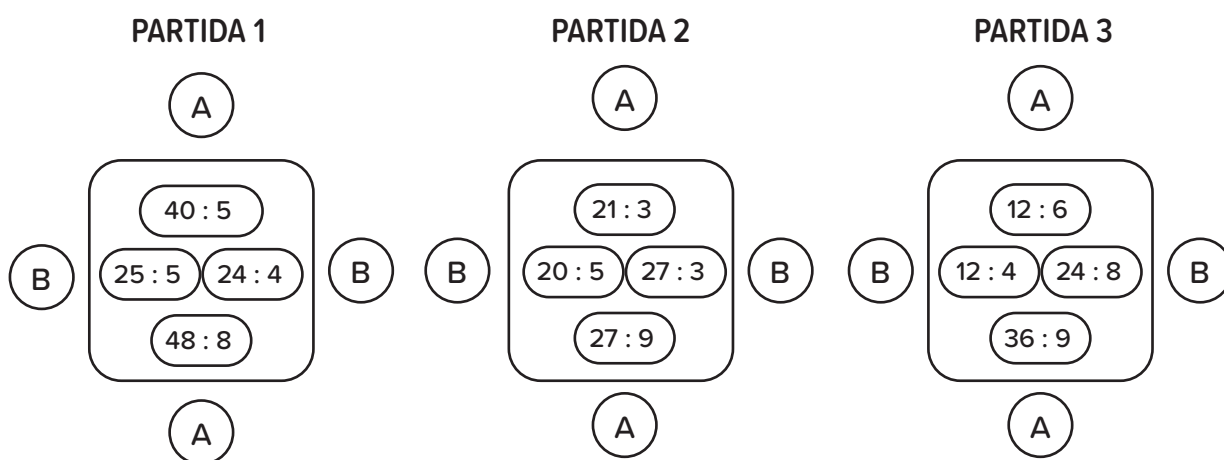 PARTIDA 1
A
40 : 5
B
25 : 5
24 : 4
B
48 : 8
A
PARTIDA 2
A
21 : 3
B
20 : 5
27 : 3
B
27 : 9
A
PARTIDA 3
A
12 : 6
B
12 : 4
24 : 8
B
36 : 9
A